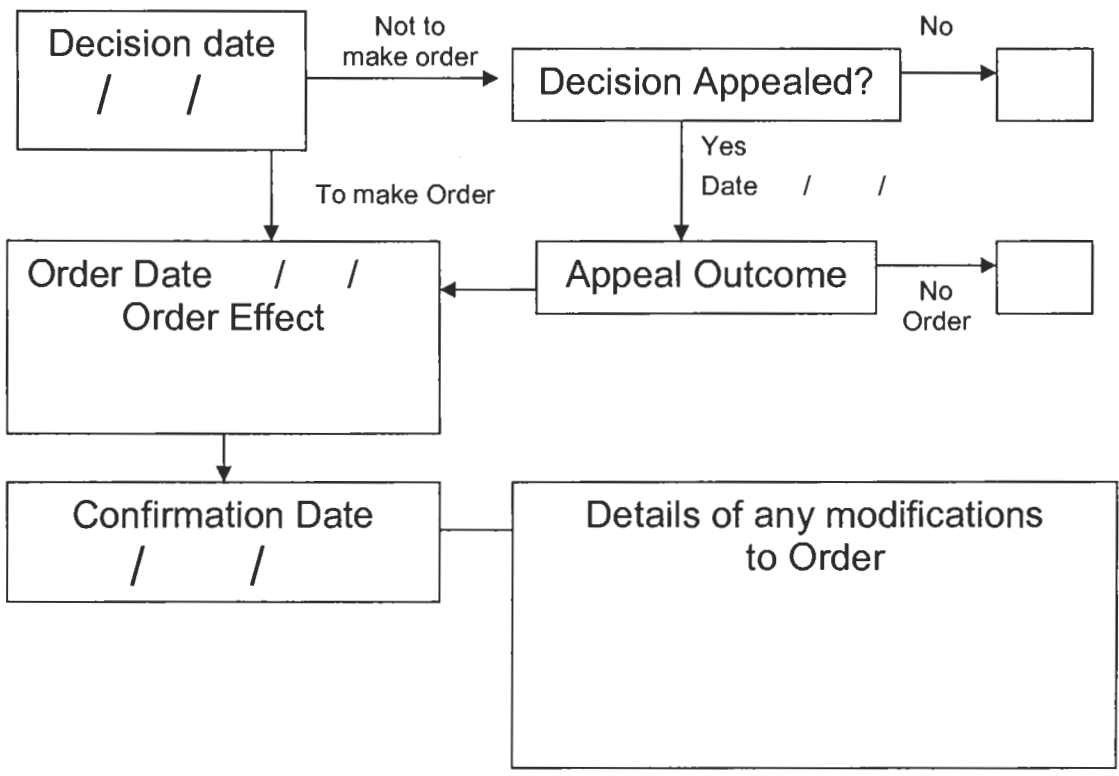 Decision date
/ /
Not to
make order
Decision Appealed?
No
Yes
Date / /
To make Order
Order Date / /
Order Effect
Appeal Outcome
No
Order
Confirmation Date
/ /
Details of any modifications
to Order